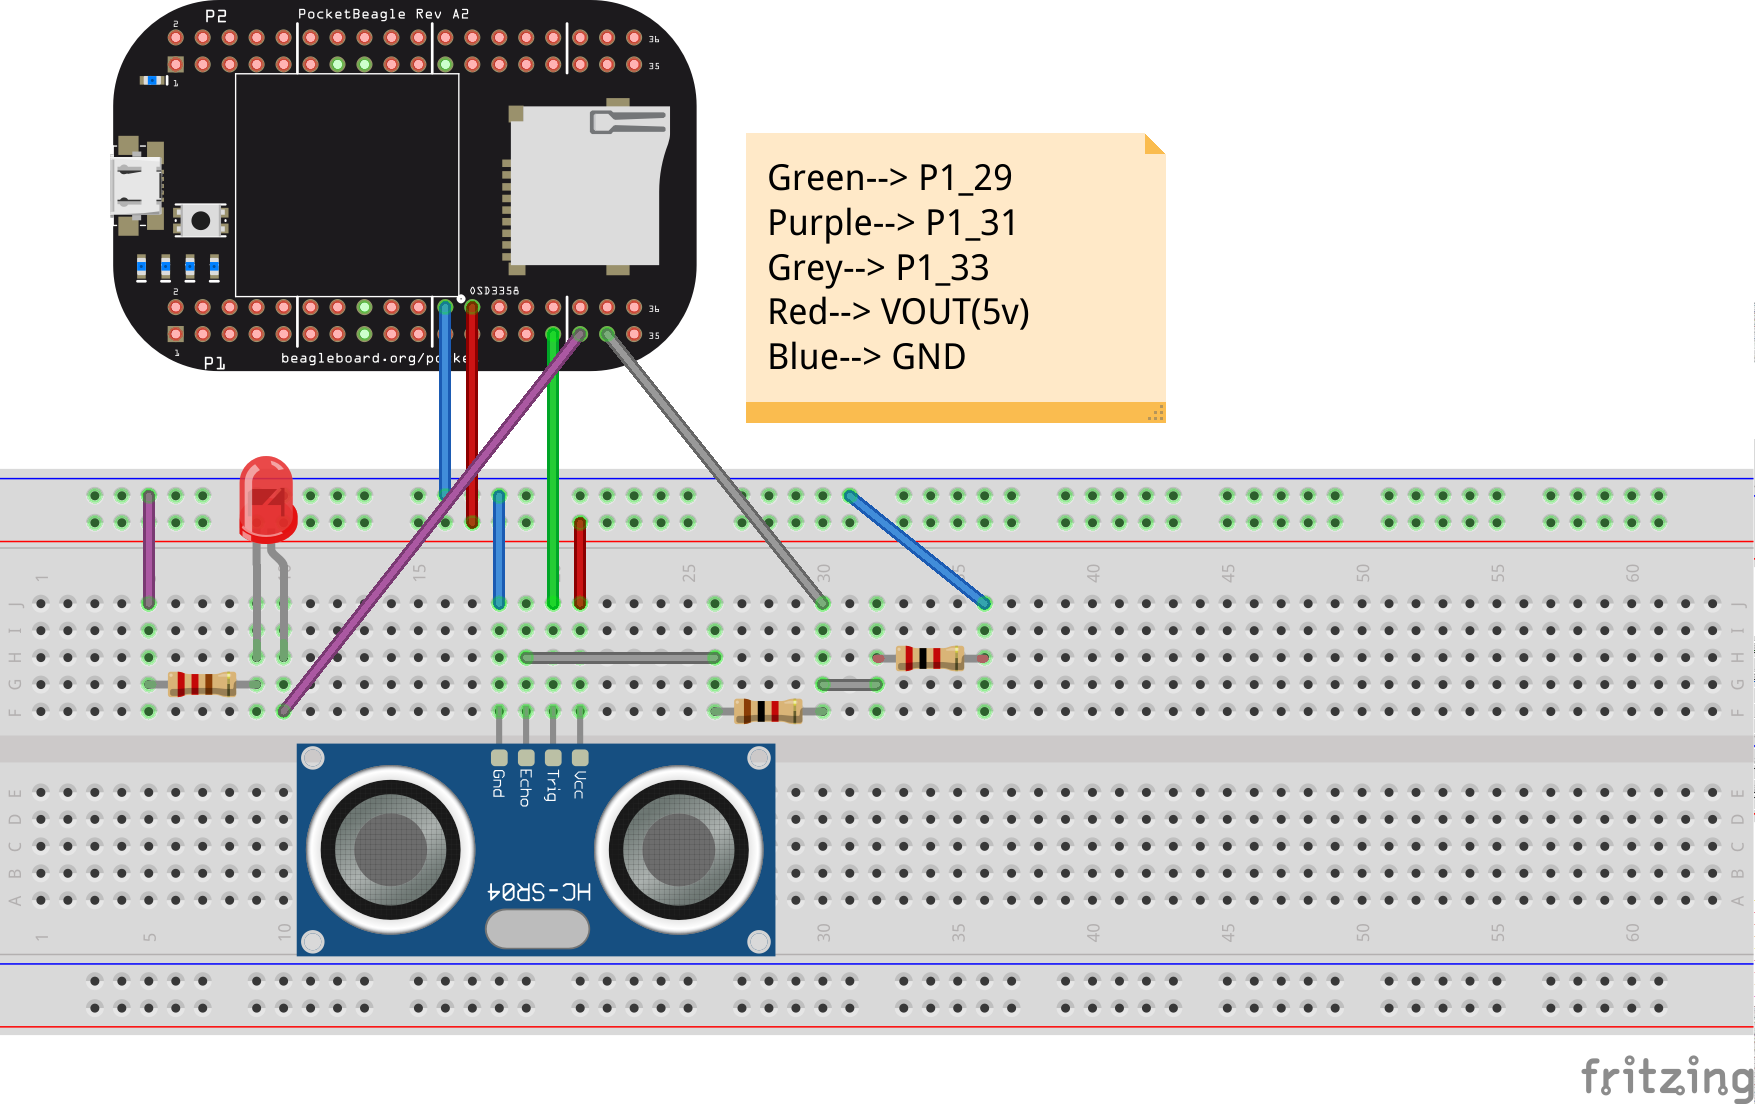 P2
PocketBeagle Rev A2
2
36
35
1
Green--> P1_29
Purple--> P1_31
Grey--> P1_33
Red--> VOUT(5v)
Blue--> GND
2
OSD3358
36
35
1
P1
beagleboard.org/pocke
1
15
25
30
40
45
50
55
60
J
J
I
I
H
H
G
G
F
F
Gnd
Echo
Trig
Vcc
E
E
D
D
C
C
B
B
HC-SR04
A
A
1
5
10
30
35
40
45
50
55
60
fritzing